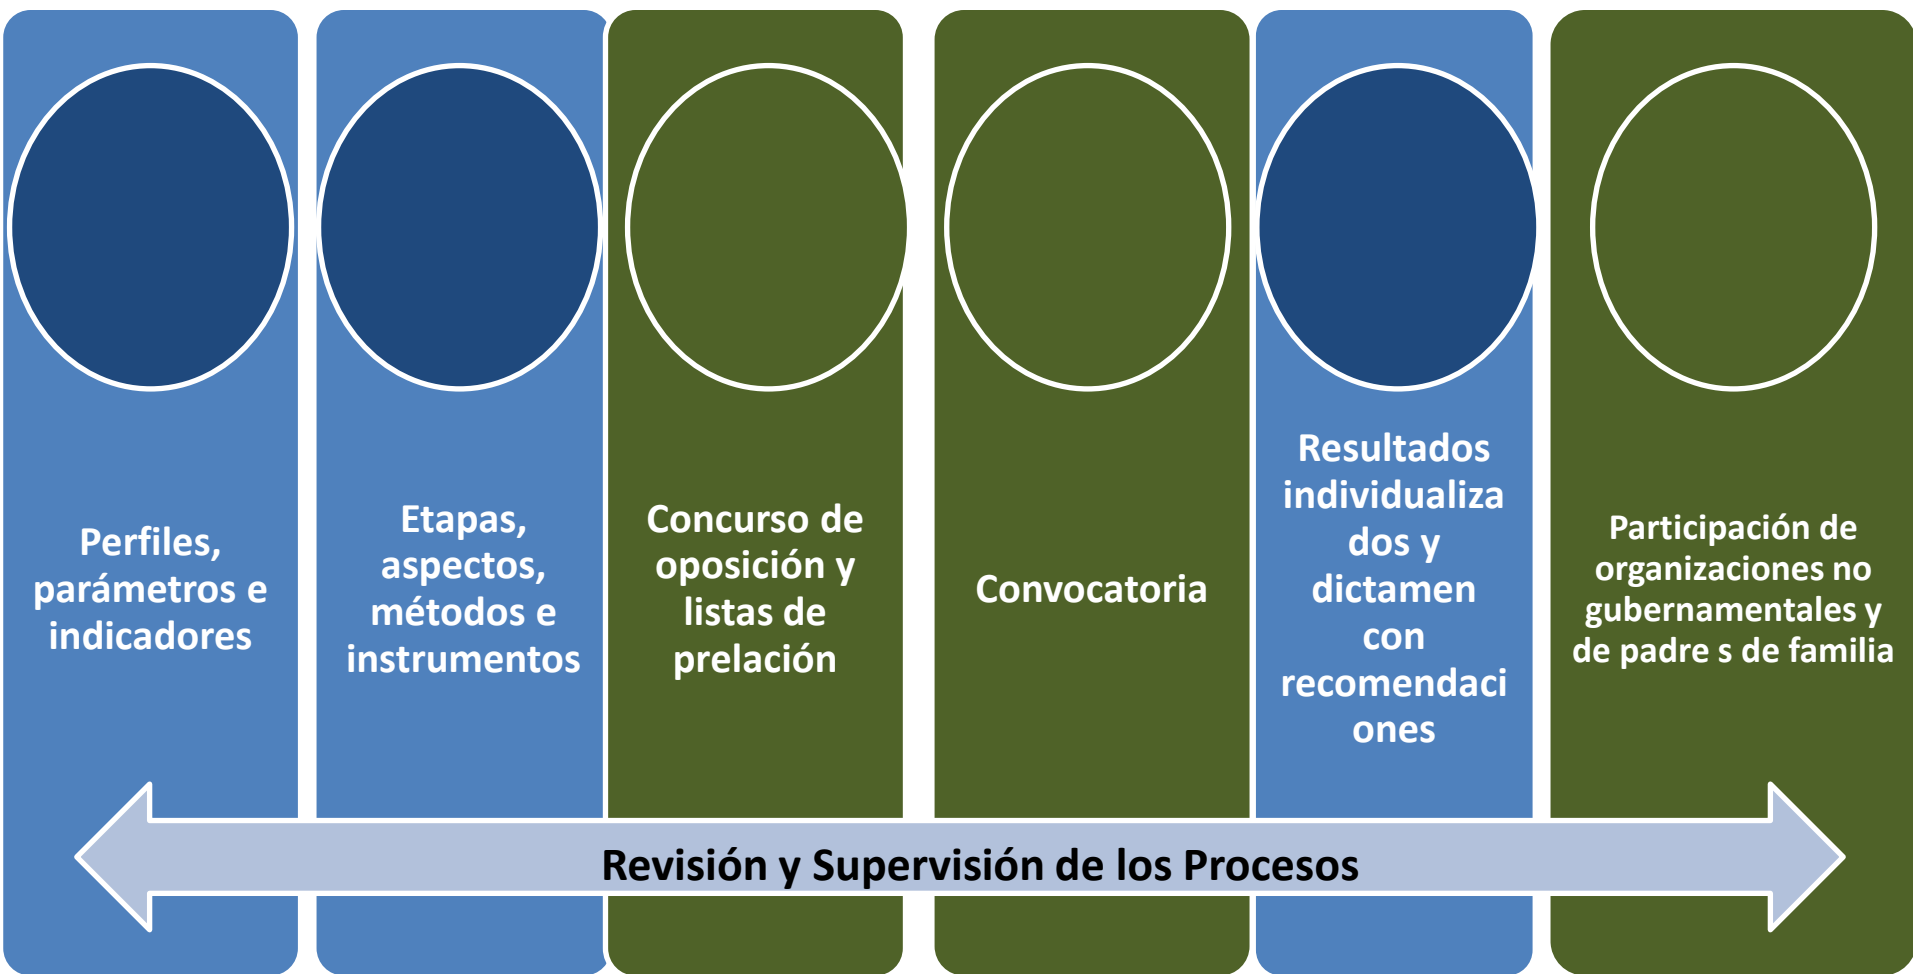 Perfiles,
parámetros e
indicadores
Etapas,
aspectos,
métodos e
instrumentos
Concurso de
oposición y
listas de
prelación
Convocatoria
Resultados
individualiza
dos y
dictamen
con
recomendaci
ones
Participación de
organizaciones no
gubernamentales y
de padre s de familia
Revisión y Supervisión de los Procesos